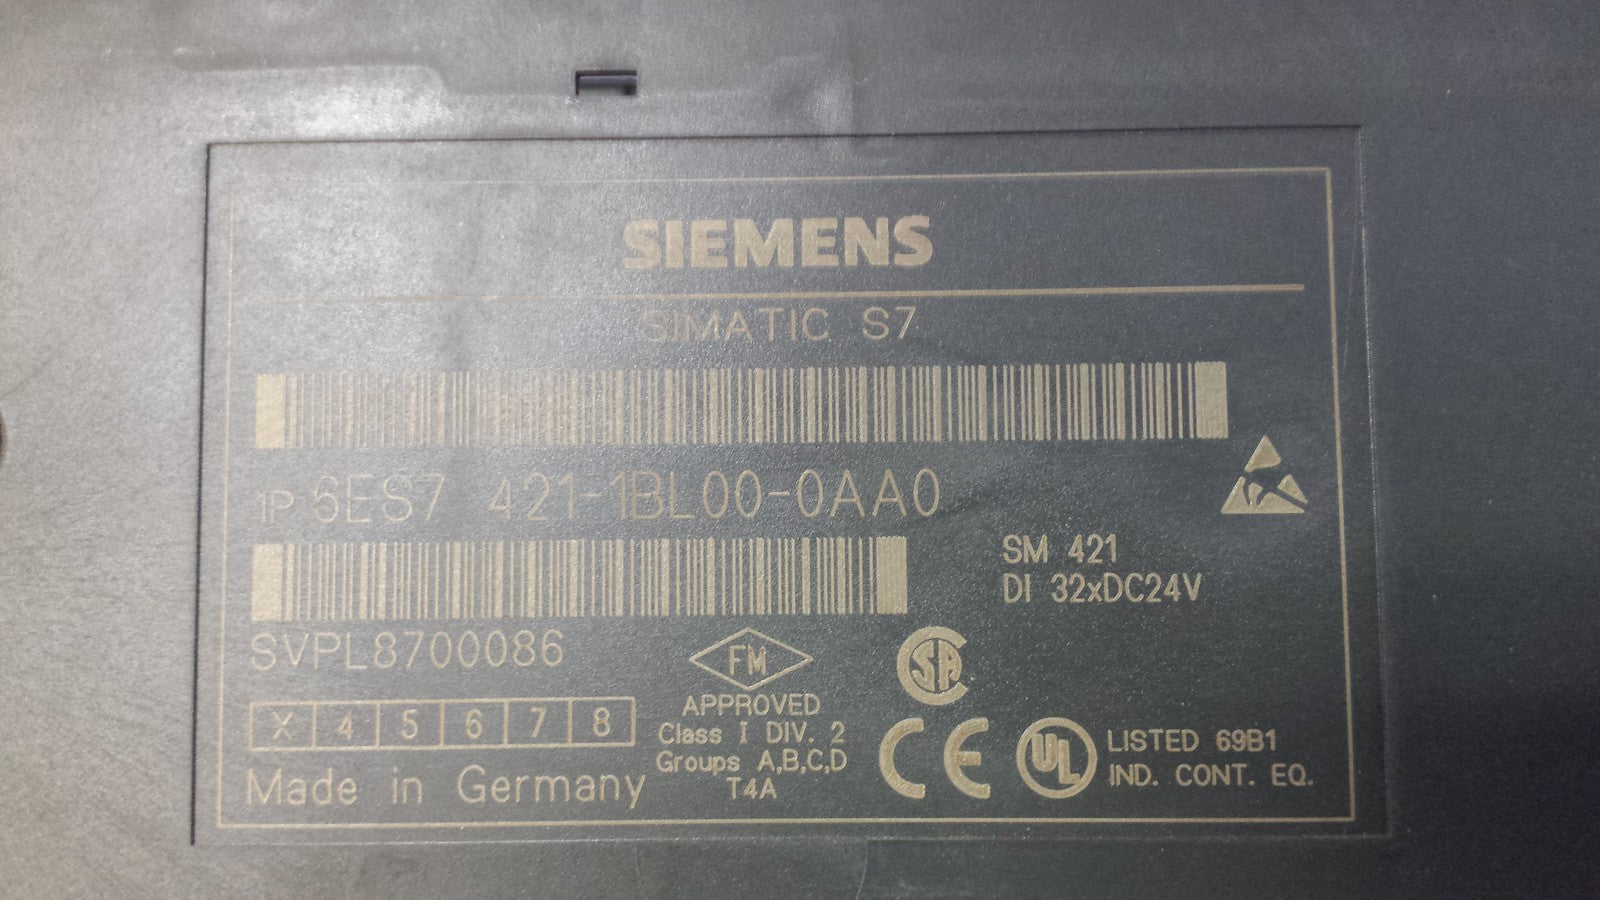 SIEMENS
SIMATIC S7
1P 6ES7 421-1BL00-0AA0
SM 421
DI 32xDC24V
SVPL8700086
FM
APPROVED
Class I DIV. 2
Groups A,B,C,D
T4A
CSA
X 4 5 6 7 8
Made in Germany
CE
UL
LISTED 69B1
IND. CONT. EQ.